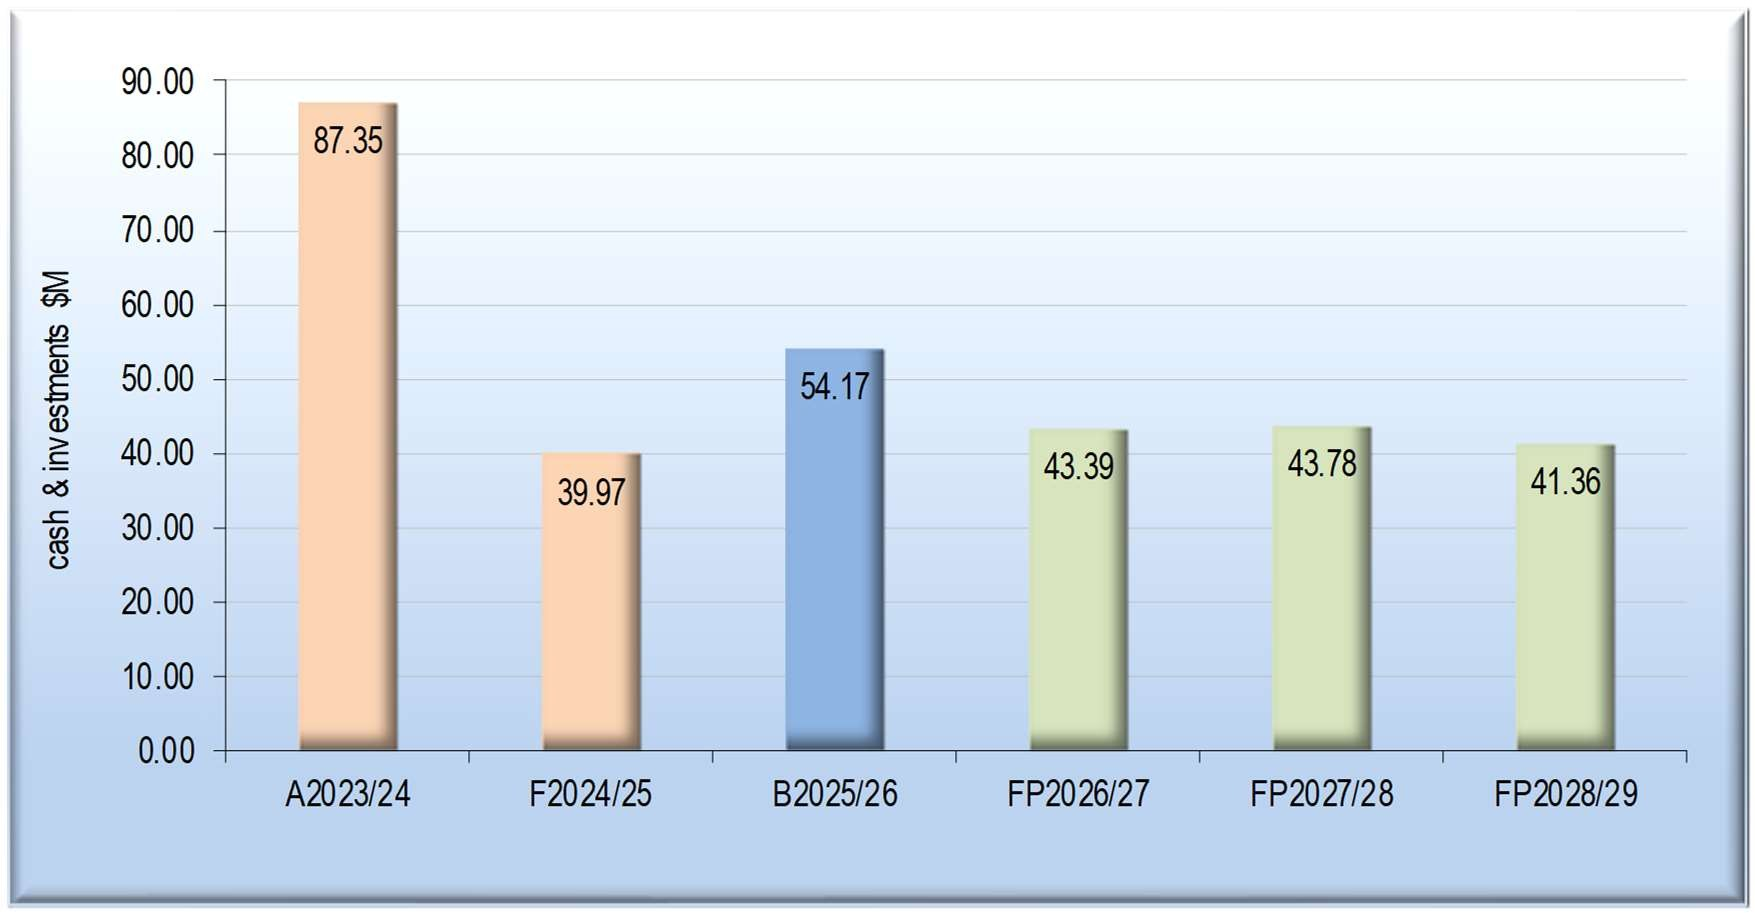 cash & investments $M
90.00
80.00
70.00
60.00
50.00
40.00
30.00
20.00
10.00
0.00
87.35
39.97
54.17
43.39
43.78
41.36
A2023/24
F2024/25
B2025/26
FP2026/27
FP2027/28
FP2028/29